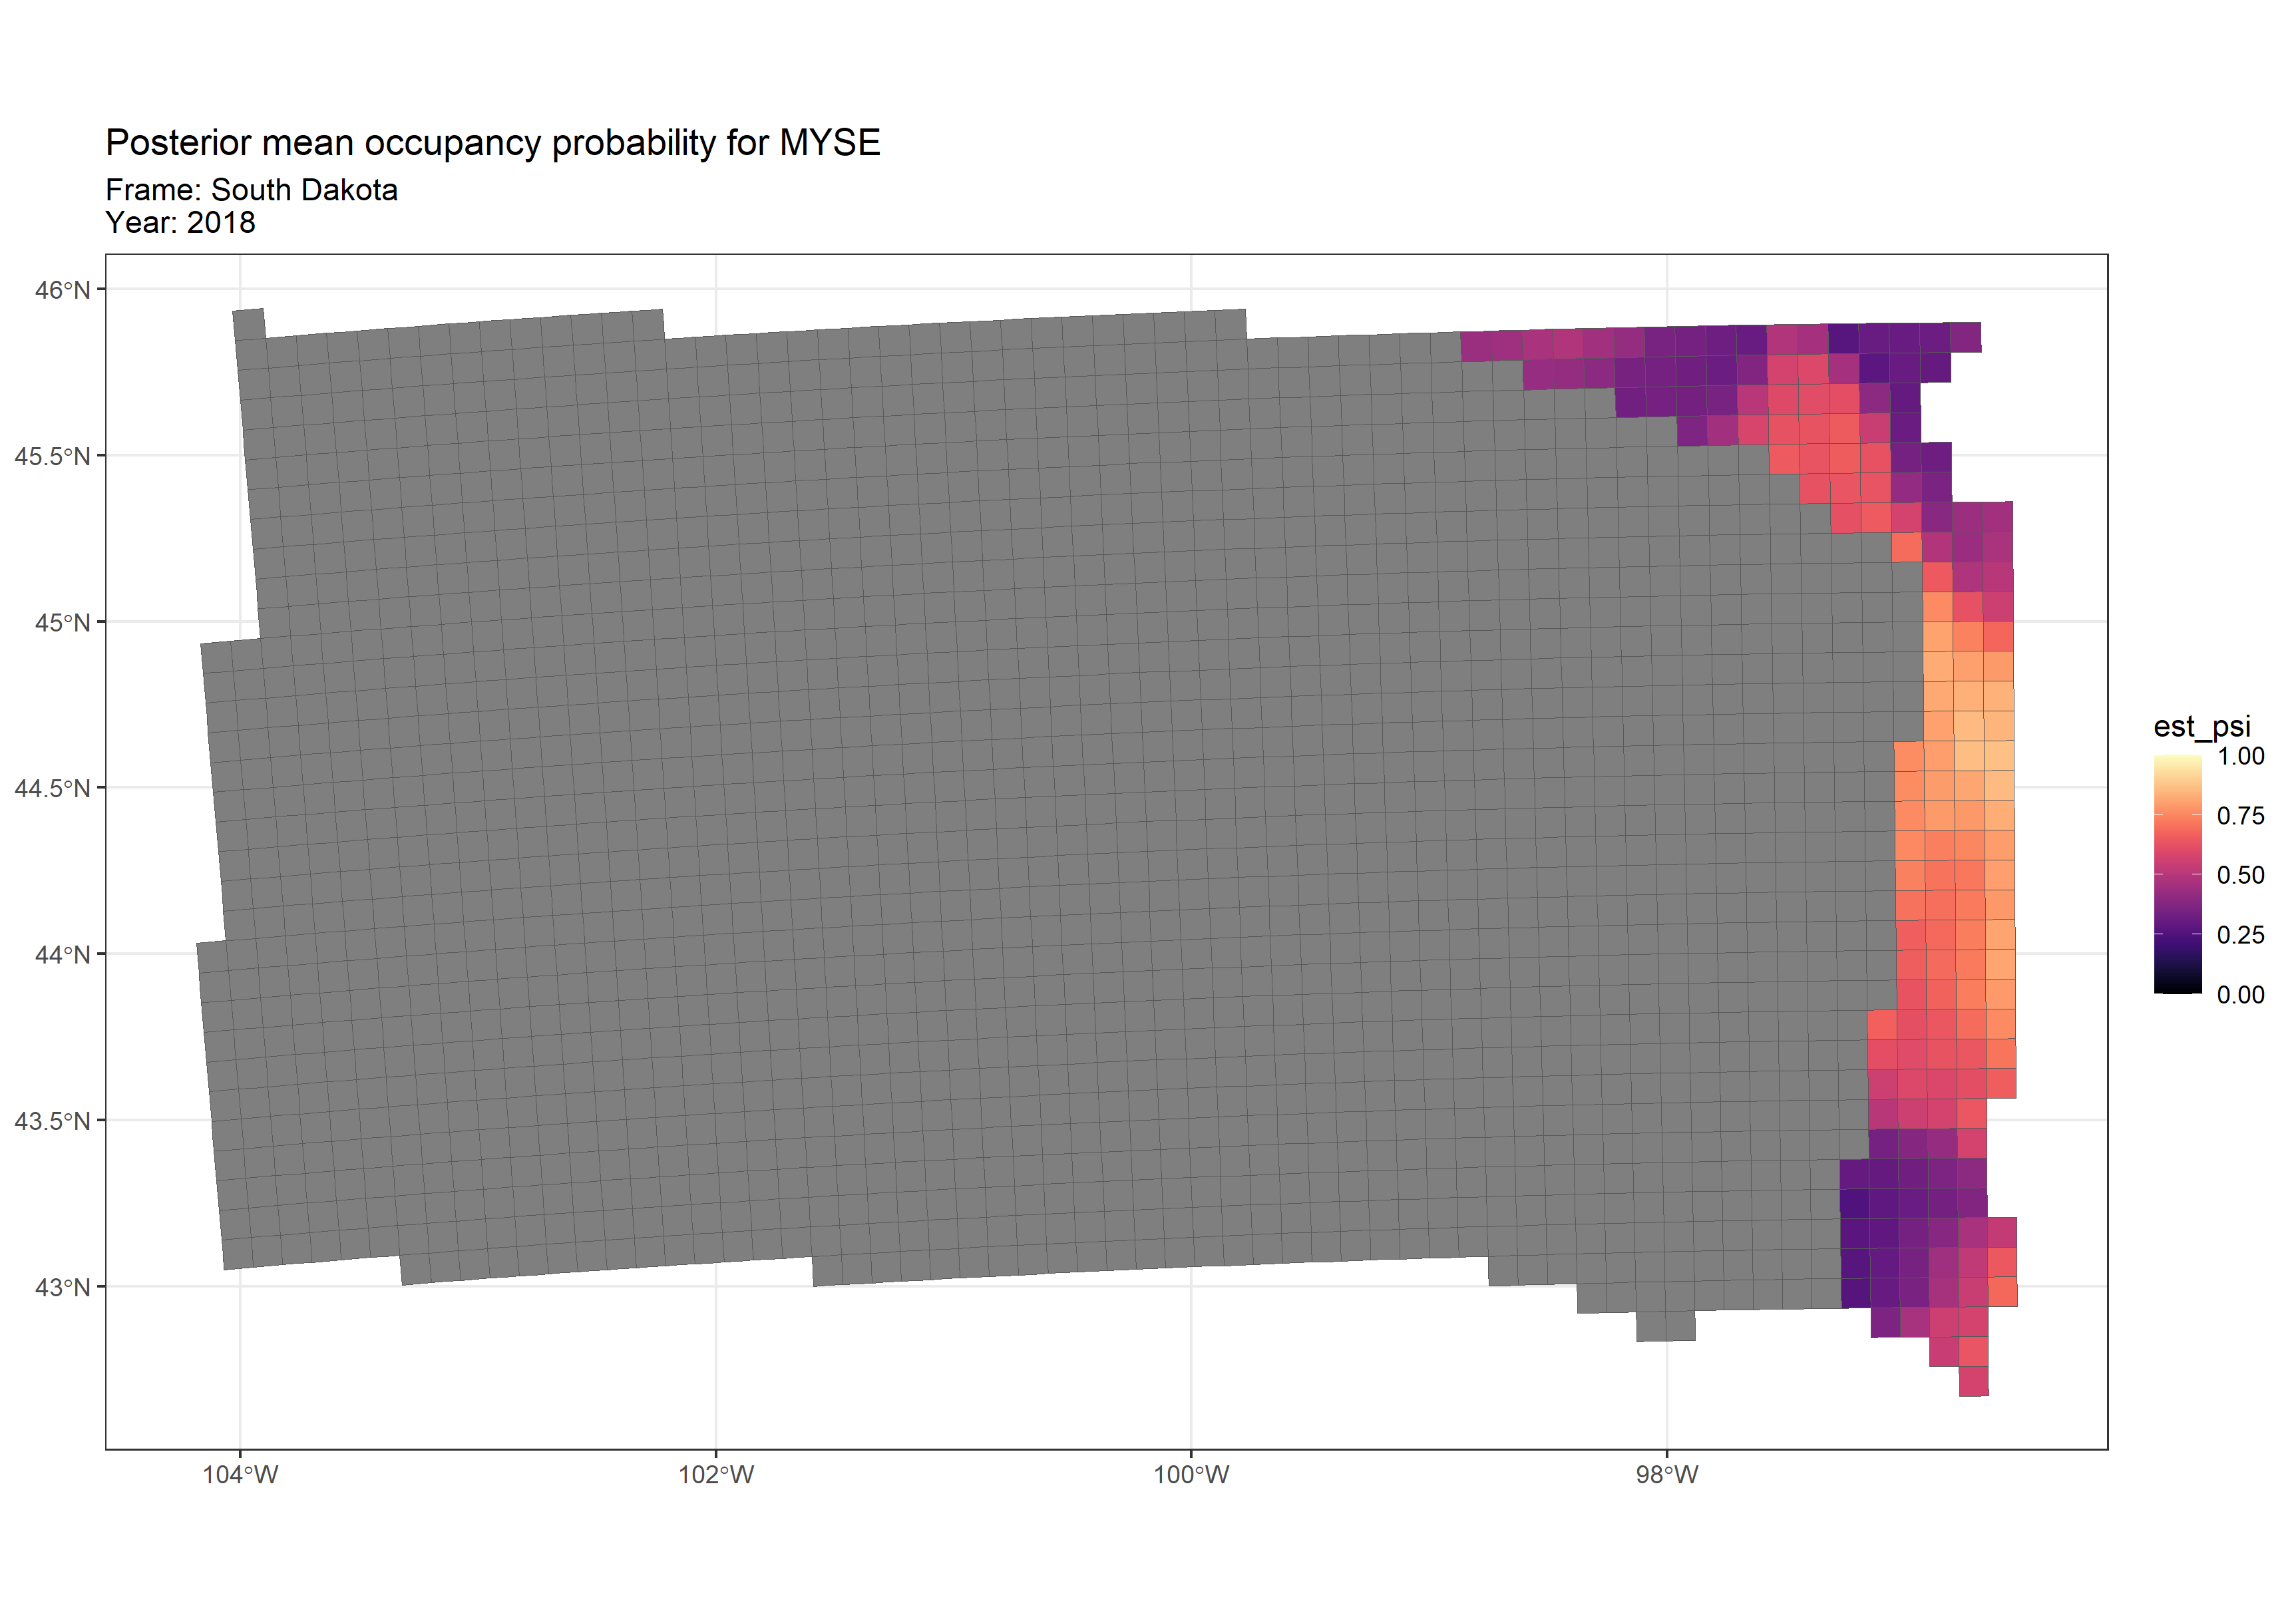 Posterior mean occupancy probability for MYSE
Frame: South Dakota
Year: 2018
46°N
45.5°N
45°N
44.5°N
44°N
43.5°N
43°N
104°W
102°W
100°W
98°W
est_psi
1.00
0.75
0.50
0.25
0.00